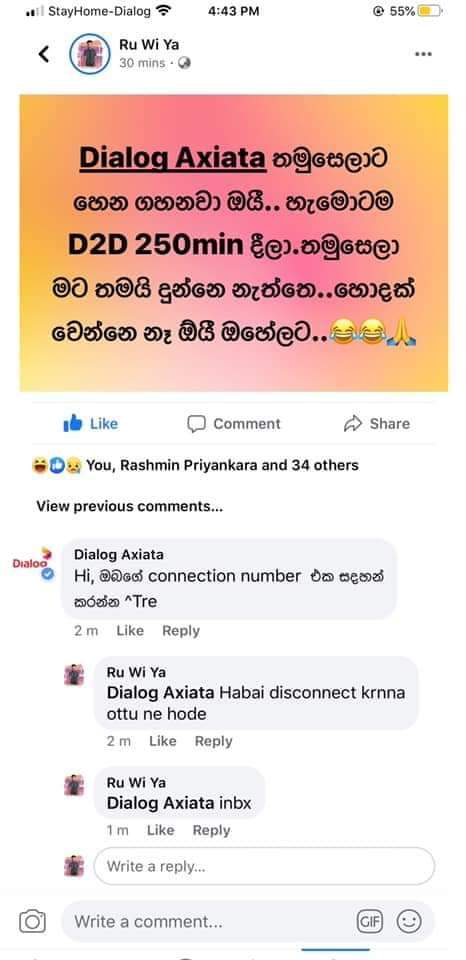 StayHome-Dialog 4:43 PM 55%
Ru Wi Ya
30 mins ·
Dialog Axiata තමුසෙලාට
හෙන ගහනවා ඔයී.. හැමොටම
D2D 250min දීලා.තමුසෙලා
මට තමයි දුන්නෙ නැත්තෙ..හොදක්
වෙන්නෙ නෑ ඕයී ඔහේලට..😂😂🙏
Like Comment Share
You, Rashmin Priyankara and 34 others
View previous comments...
Dialog
Dialog Axiata
Hi, ඔබගේ connection number එක සඳහන්
කරන්න ^Tre
2 m Like Reply
Ru Wi Ya
Dialog Axiata Habai disconnect krnna
ottu ne hode
2 m Like Reply
Ru Wi Ya
Dialog Axiata inbx
1 m Like Reply
Write a reply...
Write a comment... GIF